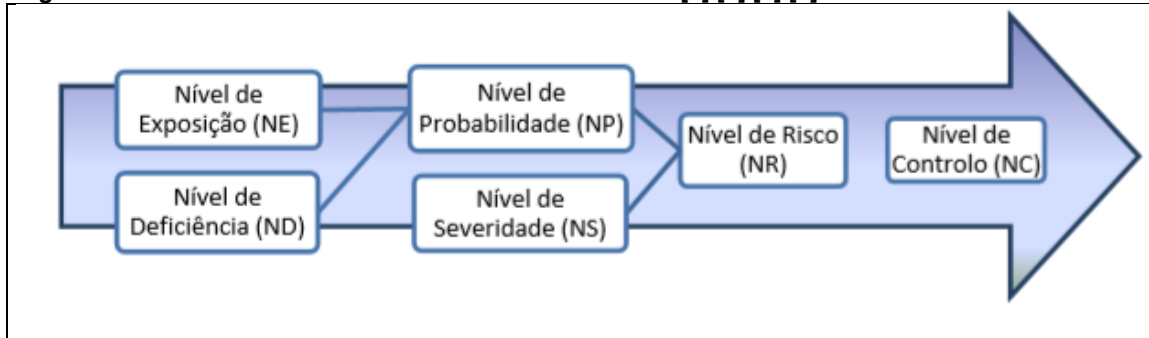 Nível de
Exposição (NE)
Nível de
Probabilidade (NP)
Nível de Risco
(NR)
Nível de
Controlo (NC)
Nível de
Deficiência (ND)
Nível de
Severidade (NS)